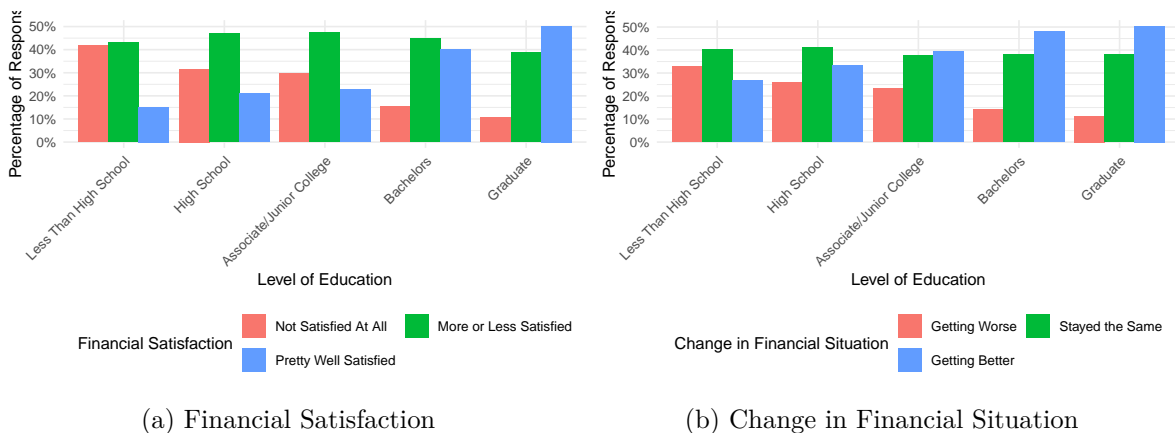 Percentage of Respons
50%
40%
30%
20%
10%
0%
Less Than High School
High School
Associate/Junior College
Bachelors
Graduate
Level of Education
Financial Satisfaction
Not Satisfied At All
More or Less Satisfied
Pretty Well Satisfied
(a) Financial Satisfaction
Percentage of Respons
50%
40%
30%
20%
10%
0%
Less Than High School
High School
Associate/Junior College
Bachelors
Graduate
Level of Education
Change in Financial Situation
Getting Worse
Stayed the Same
Getting Better
(b) Change in Financial Situation